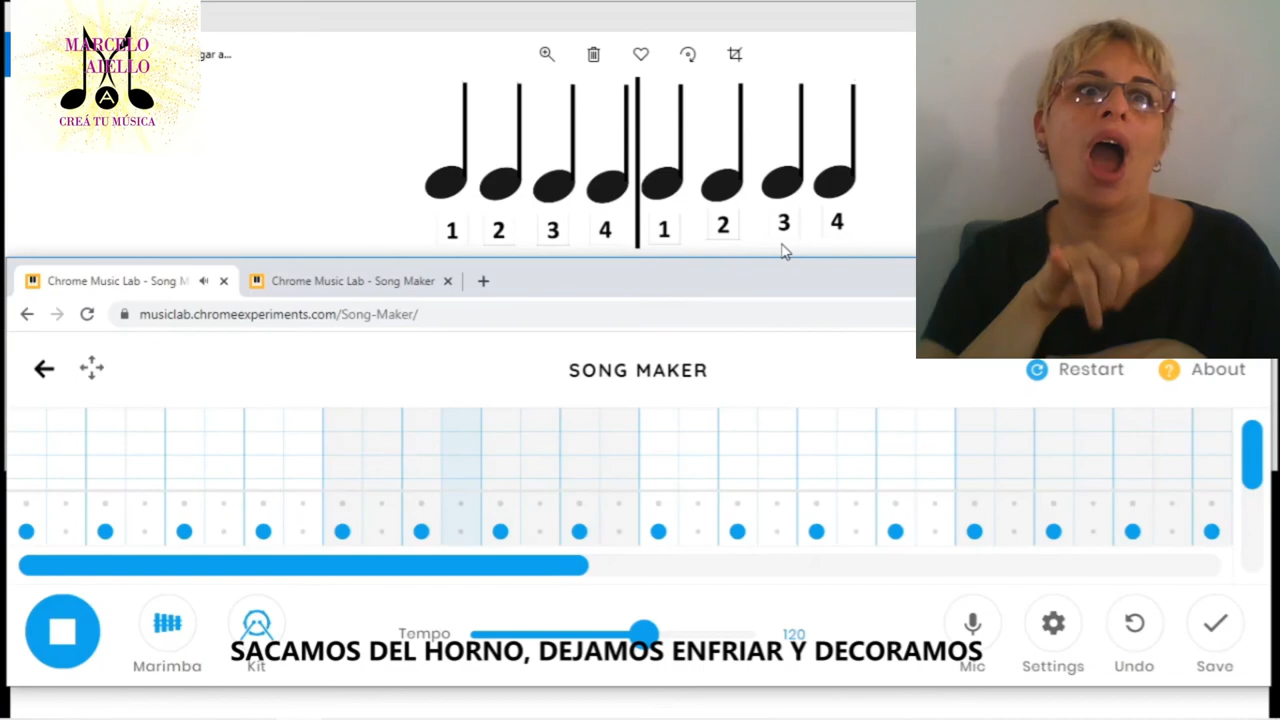 MARCELO
AIELLO
A
CREÁ TU MÚSICA
gar a...
1 2 3 4 1 2 3 4
Chrome Music Lab - Song M
Chrome Music Lab - Song Maker
musiclab.chromeexperiments.com/Song-Maker/
SONG MAKER
Restart
? About
Tempo
120
Marimba
Kit
Mic
Settings
Undo
Save
SACAMOS DEL HORNO, DEJAMOS ENFRIAR Y DECORAMOS